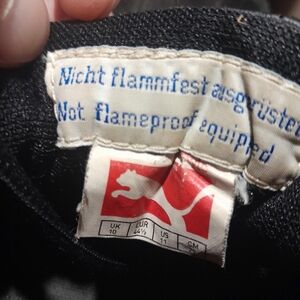 Nicht flammfest ausgerüstet
Not flameproof equipped
UK EUR US CM
10 44½ 11